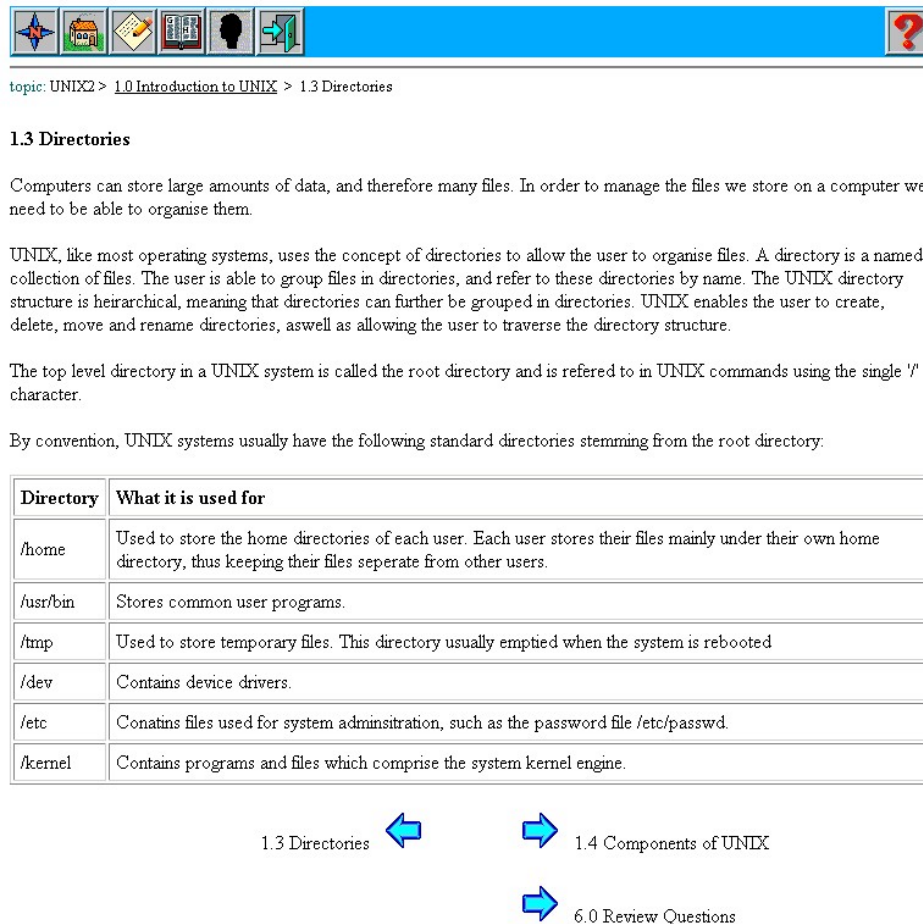 topic: UNIX2 > 1.0 Introduction to UNIX > 1.3 Directories
1.3 Directories
Computers can store large amounts of data, and therefore many files. In order to manage the files we store on a computer we
need to be able to organise them.
UNIX, like most operating systems, uses the concept of directories to allow the user to organise files. A directory is a named
collection of files. The user is able to group files in directories, and refer to these directories by name. The UNIX directory
structure is heirarchical, meaning that directories can further be grouped in directories. UNIX enables the user to create,
delete, move and rename directories, aswell as allowing the user to traverse the directory structure.
The top level directory in a UNIX system is called the root directory and is refered to in UNIX commands using the single '/'
character.
By convention, UNIX systems usually have the following standard directories stemming from the root directory:
Directory What it is used for
/home Used to store the home directories of each user. Each user stores their files mainly under their own home
directory, thus keeping their files seperate from other users.
/usr/bin Stores common user programs.
/tmp Used to store temporary files. This directory usually emptied when the system is rebooted
/dev Contains device drivers.
/etc Conatins files used for system adminsitration, such as the password file /etc/passwd.
/kernel Contains programs and files which comprise the system kernel engine.
1.3 Directories 1.4 Components of UNIX
6.0 Review Questions